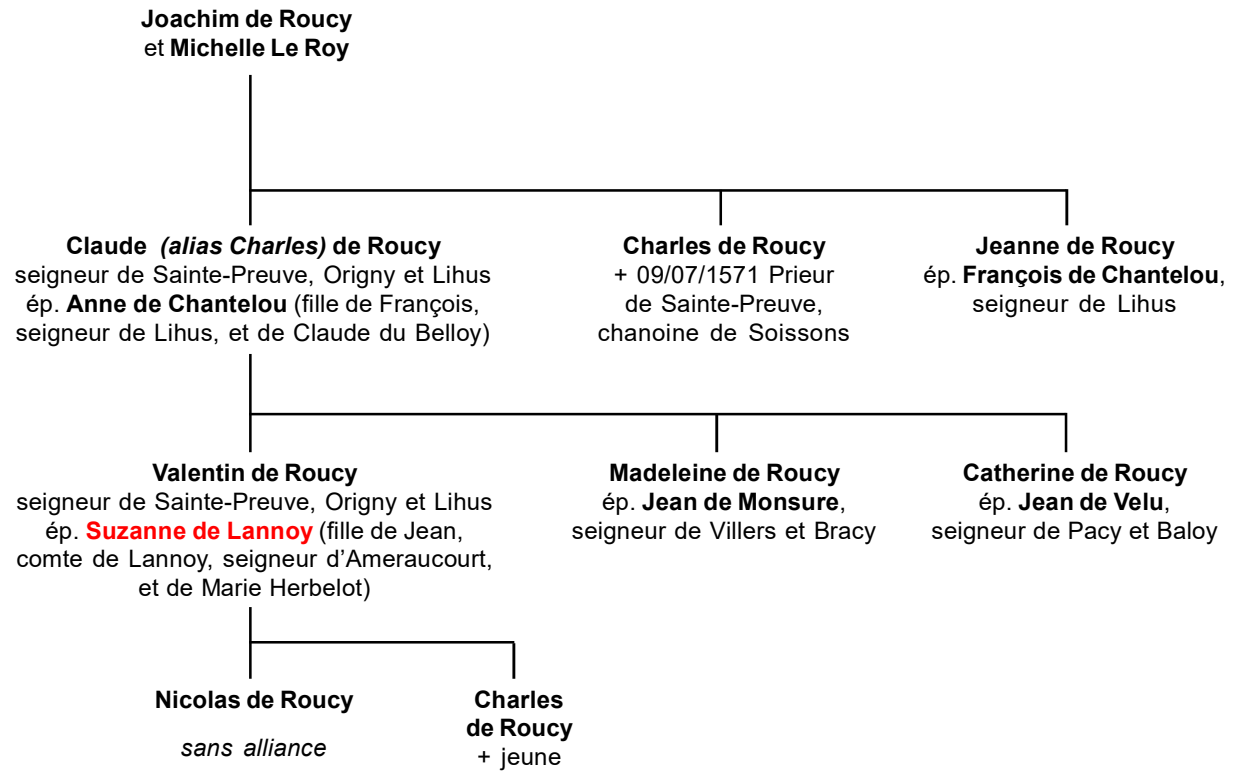 Joachim de Roucy
et Michelle Le Roy
Claude (alias Charles) de Roucy
seigneur de Sainte-Preuve, Origny et Lihus
ép. Anne de Chantelou (fille de François,
seigneur de Lihus, et de Claude du Belloy)
Charles de Roucy
+ 09/07/1571 Prieur
de Sainte-Preuve,
chanoine de Soissons
Jeanne de Roucy
ép. François de Chantelou,
seigneur de Lihus
Valentin de Roucy
seigneur de Sainte-Preuve, Origny et Lihus
ép. Suzanne de Lannoy (fille de Jean,
comte de Lannoy, seigneur d’Ameraucourt,
et de Marie Herbelot)
Madeleine de Roucy
ép. Jean de Monsure,
seigneur de Villers et Bracy
Catherine de Roucy
ép. Jean de Velu,
seigneur de Pacy et Baloy
Nicolas de Roucy
sans alliance
Charles
de Roucy
+ jeune